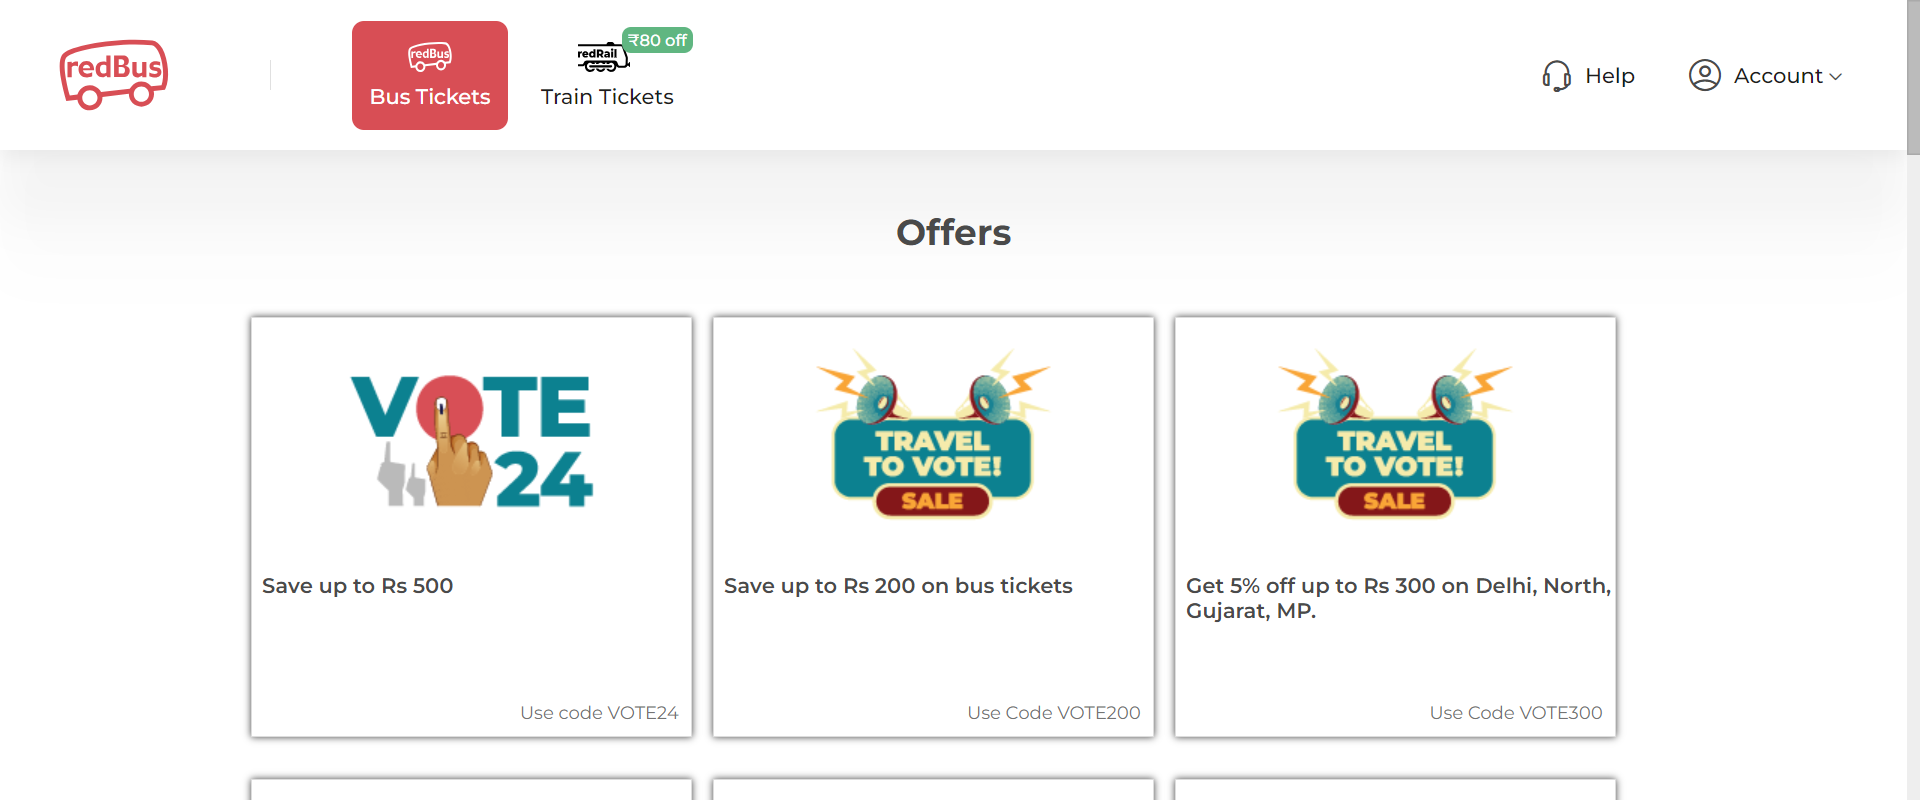 redBus
redBus
Bus Tickets
redRail
₹80 off
Train Tickets
Help
Account
Offers
VOTE
24
Save up to Rs 500
Use code VOTE24
TRAVEL
TO VOTE!
SALE
Save up to Rs 200 on bus tickets
Use Code VOTE200
TRAVEL
TO VOTE!
SALE
Get 5% off up to Rs 300 on Delhi, North,
Gujarat, MP.
Use Code VOTE300